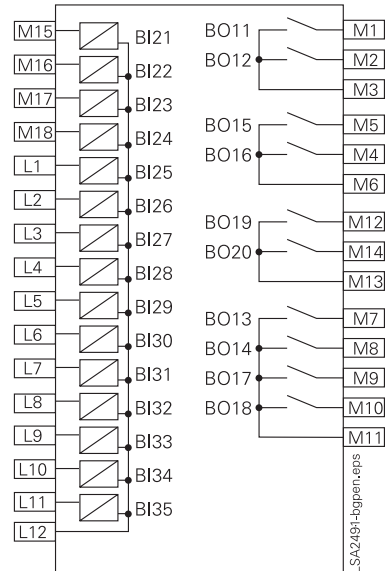 M15 BI21
M16 BI22
M17 BI23
M18 BI24
L1 BI25
L2 BI26
L3 BI27
L4 BI28
L5 BI29
L6 BI30
L7 BI31
L8 BI32
L9 BI33
L10 BI34
L11 BI35
L12
BO11 M1
BO12 M2
M3
BO15 M5
BO16 M4
M6
BO19 M12
BO20 M14
M13
BO13 M7
BO14 M8
BO17 M9
BO18 M10
M11
LSA2491-bgpen.eps